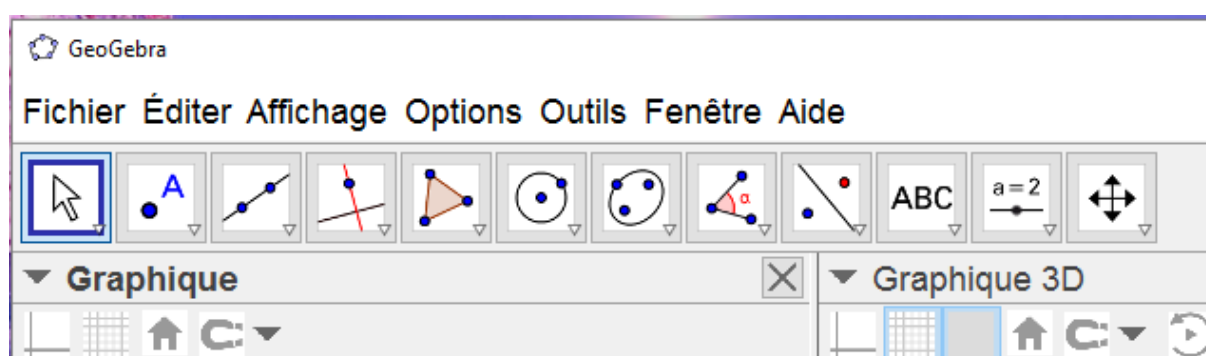 GeoGebra
Fichier Éditer Affichage Options Outils Fenêtre Aide
A α ABC a = 2
Graphique Graphique 3D